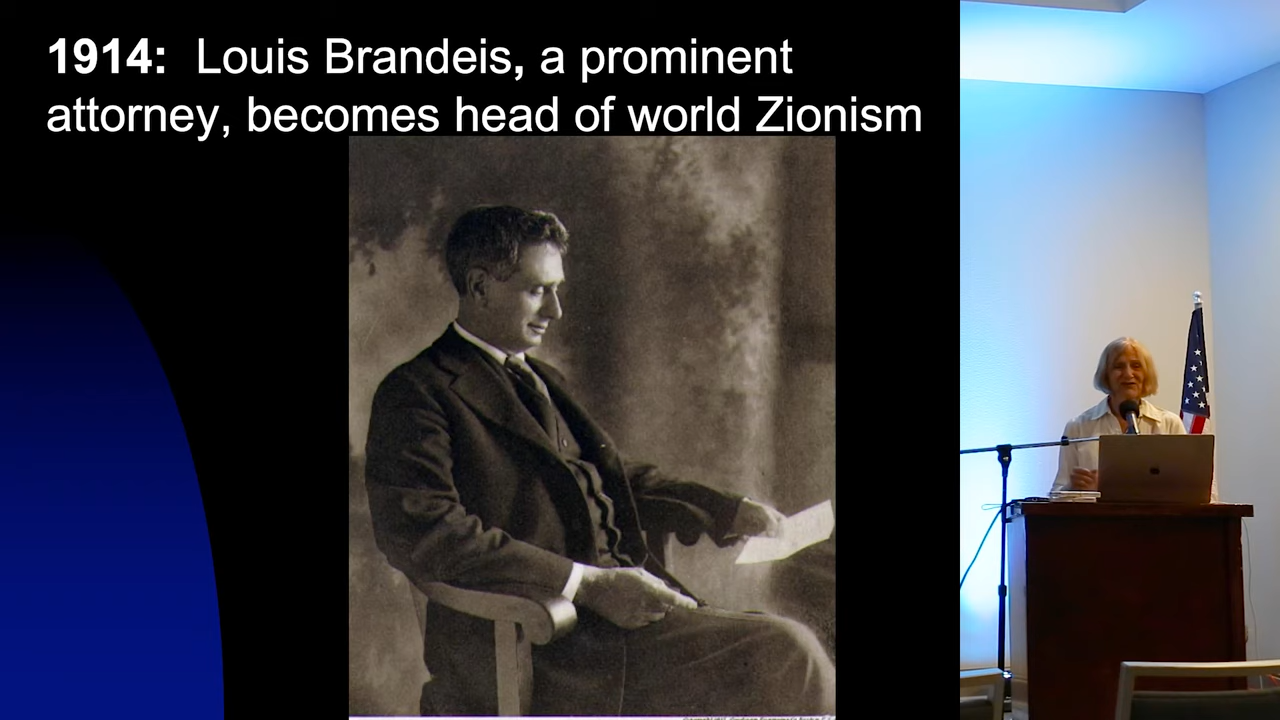 1914:  Louis Brandeis, a prominent
attorney, becomes head of world Zionism